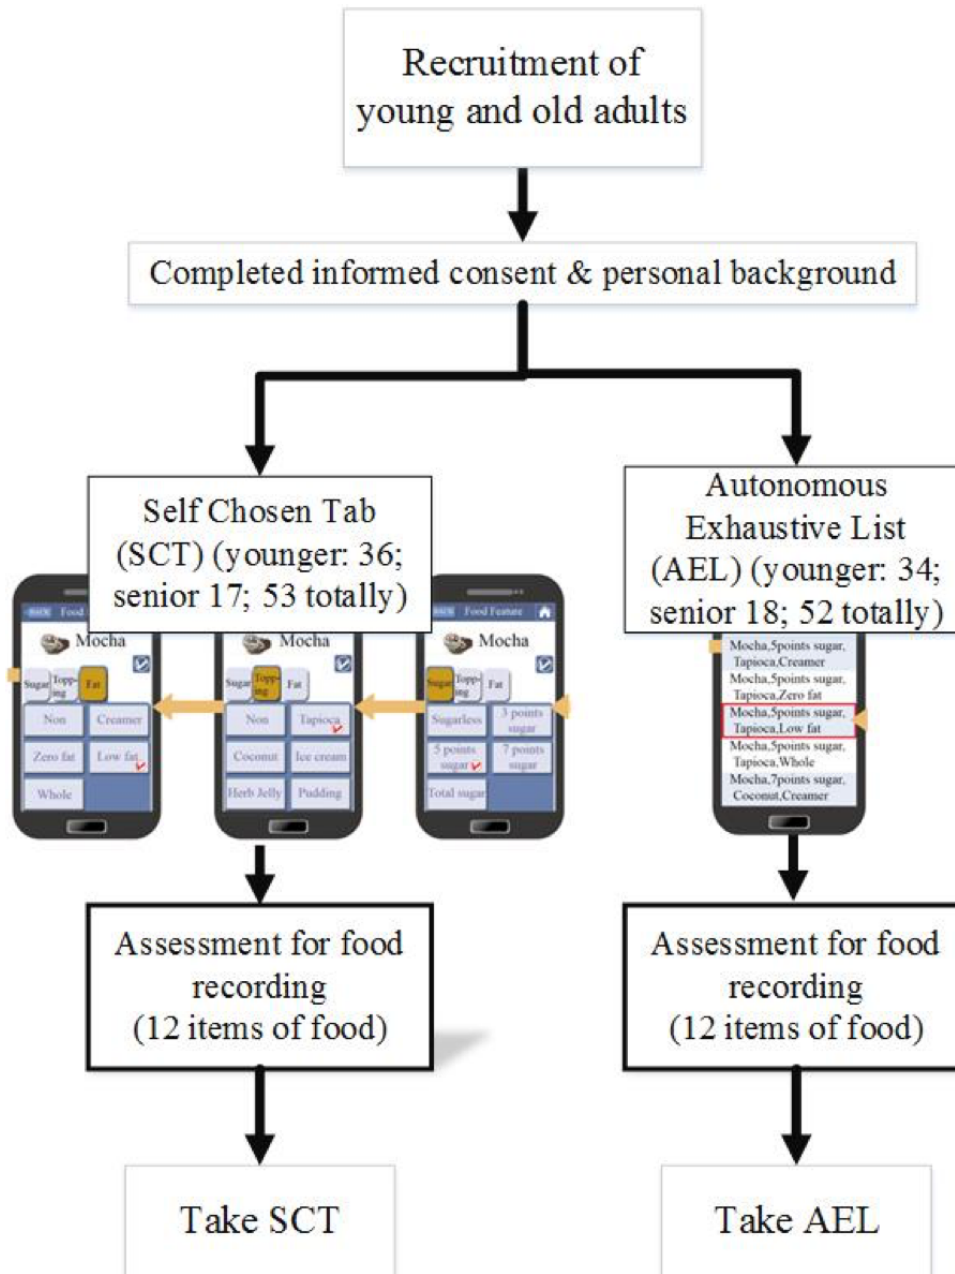 Recruitment of
young and old adults
Completed informed consent & personal background
Self Chosen Tab
(SCT) (younger: 36;
senior 17; 53 totally)
Autonomous
Exhaustive List
(AEL) (younger: 34;
senior 18; 52 totally)
BACK Food
Mocha
Sugar Topp-ing Fat
Non Creamer
Zero fat Low fat
Whole
Mocha
Sugar Topp-ing Fat
Non Tapioca
Coconut Ice cream
Herb Jelly Pudding
BACK Food Feature
Mocha
Sugar Topp-ing Fat
Sugarless 3 points sugar
5 points sugar 7 points sugar
Total sugar
Mocha,5points sugar,
Tapioca,Creamer
Mocha,5points sugar,
Tapioca,Zero fat
Mocha,5points sugar,
Tapioca,Low fat
Mocha,5points sugar,
Tapioca,Whole
Mocha,7points sugar,
Coconut,Creamer
Assessment for food
recording
(12 items of food)
Assessment for food
recording
(12 items of food)
Take SCT
Take AEL